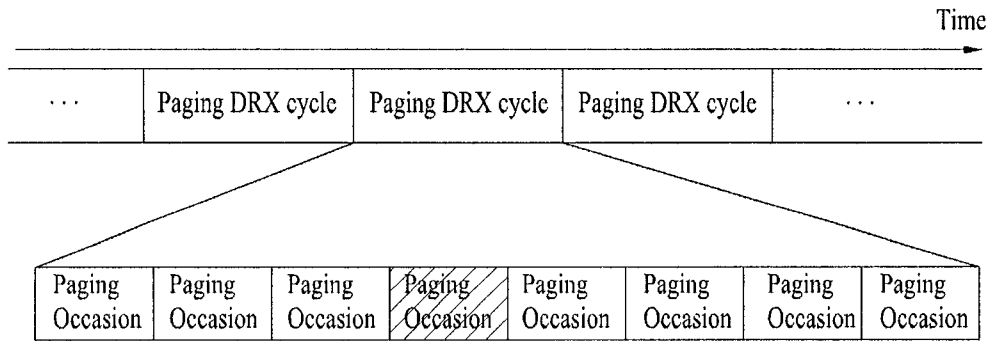 Time
... Paging DRX cycle Paging DRX cycle Paging DRX cycle ...
Paging Paging Paging Paging Paging Paging Paging Paging
Occasion Occasion Occasion Occasion Occasion Occasion Occasion Occasion